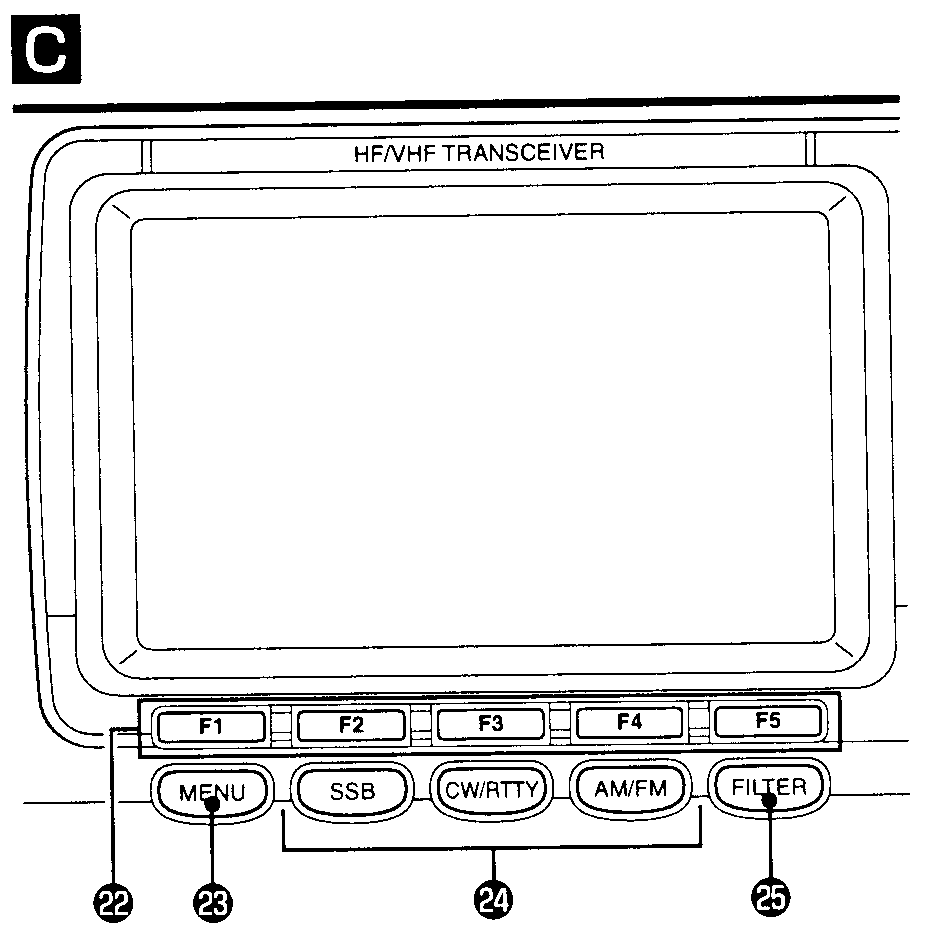 C
HF/VHF TRANSCEIVER
F1 F2 F3 F4 F5
MENU SSB CW/RTTY AM/FM FILTER
22 23 24 25